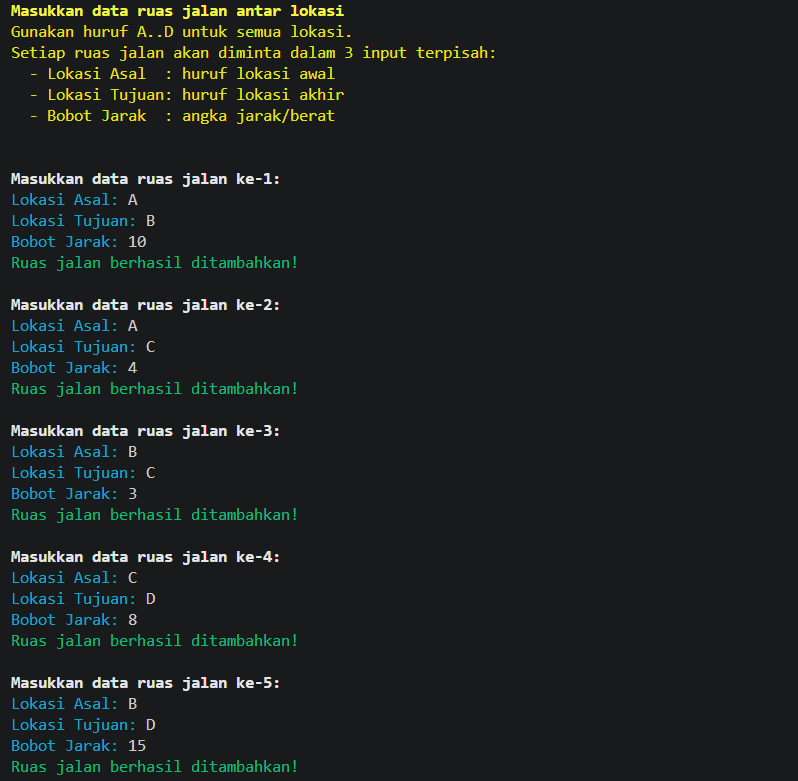 Masukkan data ruas jalan antar lokasi
Gunakan huruf A..D untuk semua lokasi.
Setiap ruas jalan akan diminta dalam 3 input terpisah:
- Lokasi Asal  : huruf lokasi awal
- Lokasi Tujuan: huruf lokasi akhir
- Bobot Jarak  : angka jarak/berat
Masukkan data ruas jalan ke-1:
Lokasi Asal: A
Lokasi Tujuan: B
Bobot Jarak: 10
Ruas jalan berhasil ditambahkan!
Masukkan data ruas jalan ke-2:
Lokasi Asal: A
Lokasi Tujuan: C
Bobot Jarak: 4
Ruas jalan berhasil ditambahkan!
Masukkan data ruas jalan ke-3:
Lokasi Asal: B
Lokasi Tujuan: C
Bobot Jarak: 3
Ruas jalan berhasil ditambahkan!
Masukkan data ruas jalan ke-4:
Lokasi Asal: C
Lokasi Tujuan: D
Bobot Jarak: 8
Ruas jalan berhasil ditambahkan!
Masukkan data ruas jalan ke-5:
Lokasi Asal: B
Lokasi Tujuan: D
Bobot Jarak: 15
Ruas jalan berhasil ditambahkan!